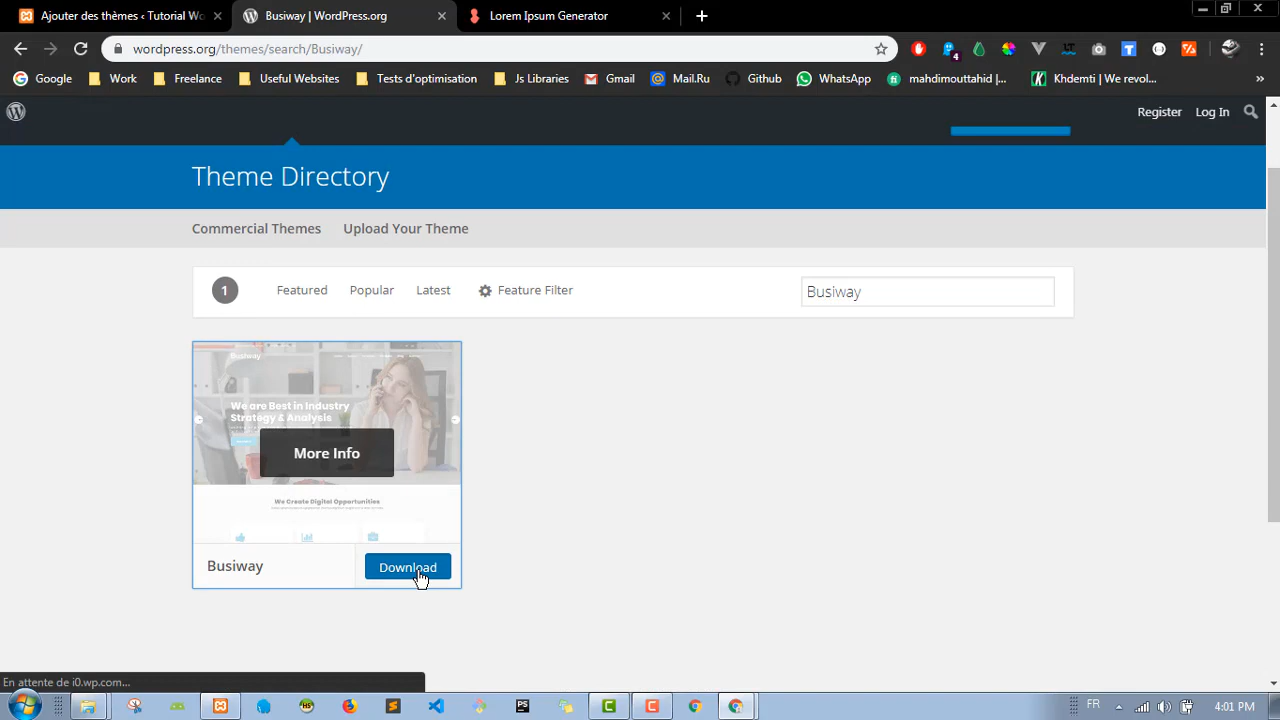 Ajouter des thèmes ‹ Tutorial Wo
Busiway | WordPress.org
Lorem Ipsum Generator
wordpress.org/themes/search/Busiway/
4
Google
Work
Freelance
Useful Websites
Tests d'optimisation
Js Libraries
Gmail
Mail.Ru
Github
WhatsApp
mahdimouttahid |...
Khdemti | We revol...
Register
Log In
Theme Directory
Commercial Themes
Upload Your Theme
1
Featured
Popular
Latest
Feature Filter
Busiway
Busiway
We are Best in Industry
Strategy & Analysis
More Info
We Create Digital Opportunities
Busiway
Download
En attente de i0.wp.com...
FR
4:01 PM